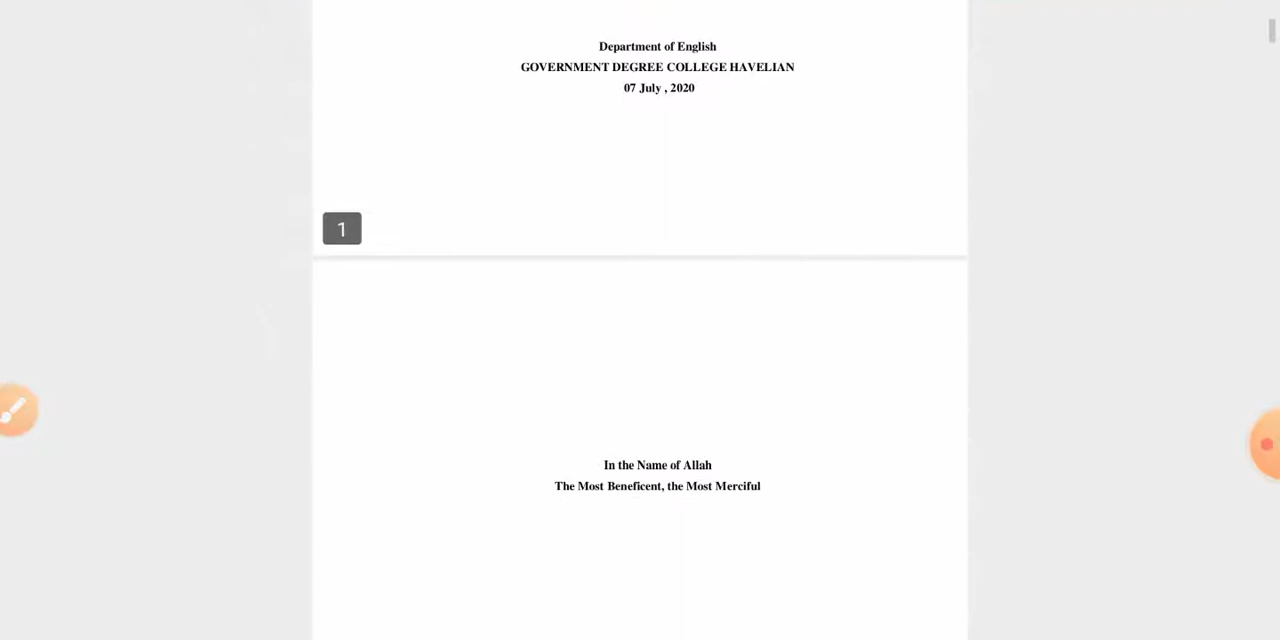 Department of English
GOVERNMENT DEGREE COLLEGE HAVELIAN
07 July , 2020
1
In the Name of Allah
The Most Beneficent, the Most Merciful